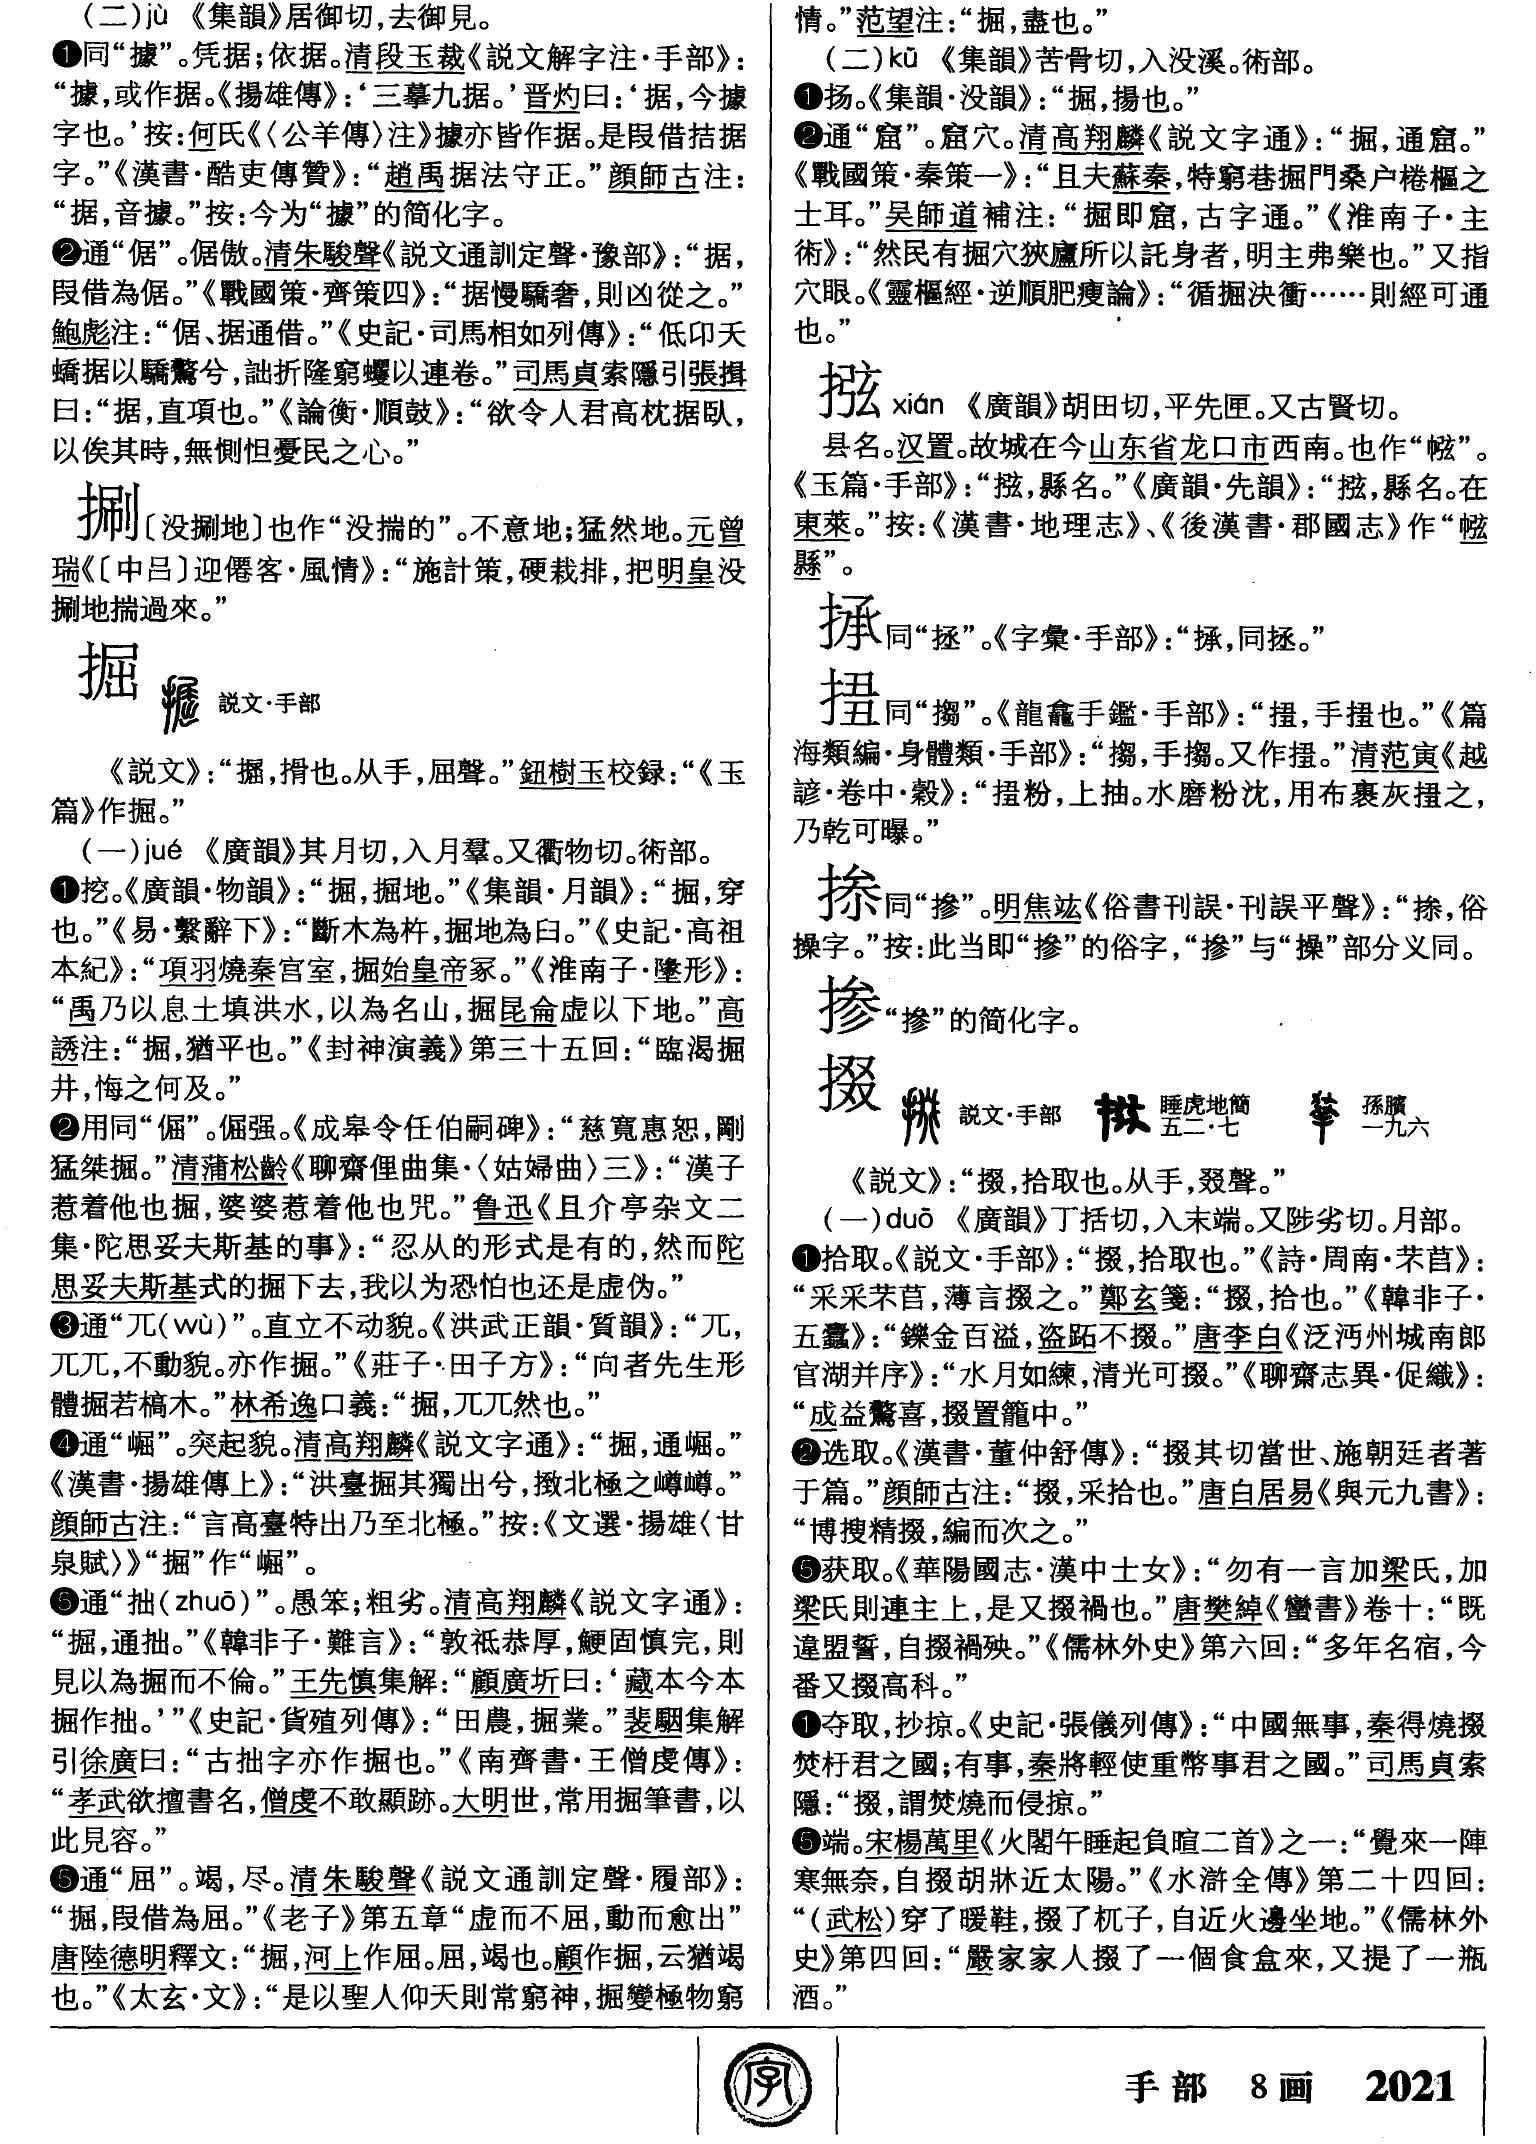 (二)jù 《集韻》居御切,去御見。
❶同“據”。凭据;依据。清段玉裁《説文解字注·手部》:
“據,或作据。《揚雄傳》:‘三摹九据。’晋灼曰:‘据,今據
字也。’按:何氏《〈公羊傳〉注》據亦皆作据。是叚借拮据
字。”《漢書·酷吏傳贊》:“趙禹据法守正。”顔師古注:
“据,音據。”按:今为“據”的简化字。
❷通“倨”。倨傲。清朱駿聲《説文通訓定聲·豫部》:“据,
叚借為倨。”《戰國策·齊策四》:“据慢驕奢,則凶從之。”
鮑彪注:“倨、据通借。”《史記·司馬相如列傳》:“低卬夭
蟜据以驕驁兮,詘折隆窮蠼以連卷。”司馬貞索隱引張揖
曰:“据,直項也。”《論衡·順鼓》:“欲令人君高枕据臥,
以俟其時,無惻怛憂民之心。”
捌〔没捌地〕也作“没揣的”。不意地;猛然地。元曾
瑞《〔中吕〕迎僊客·風情》:“施計策,硬栽排,把明皇没
捌地揣過來。”
掘 説文·手部
《説文》:“掘,搰也。从手,屈聲。”鈕樹玉校録:“《玉
篇》作掘。”
(一)jué 《廣韻》其月切,入月羣。又衢物切。術部。
❶挖。《廣韻·物韻》:“掘,掘地。”《集韻·月韻》:“掘,穿
也。”《易·繫辭下》:“斷木為杵,掘地為臼。”《史記·高祖
本紀》:“項羽燒秦宫室,掘始皇帝冢。”《淮南子·墬形》:
“禹乃以息土填洪水,以為名山,掘昆侖虚以下地。”高
誘注:“掘,猶平也。”《封神演義》第三十五回:“臨渴掘
井,悔之何及。”
❷用同“倔”。倔强。《成皋令任伯嗣碑》:“慈寬惠恕,剛
猛桀掘。”清蒲松齡《聊齋俚曲集·〈姑婦曲〉三》:“漢子
惹着他也掘,婆婆惹着他也咒。”鲁迅《且介亭杂文二
集·陀思妥夫斯基的事》:“忍从的形式是有的,然而陀
思妥夫斯基式的掘下去,我以为恐怕也还是虚伪。”
❸通“兀(wù)”。直立不动貌。《洪武正韻·質韻》:“兀,
兀兀,不動貌。亦作掘。”《莊子·田子方》:“向者先生形
體掘若槁木。”林希逸口義:“掘,兀兀然也。”
❹通“崛”。突起貌。清高翔麟《説文字通》:“掘,通崛。”
《漢書·揚雄傳上》:“洪臺掘其獨出兮,㨖北極之嶟嶟。”
顔師古注:“言高臺特出乃至北極。”按:《文選·揚雄〈甘
泉賦〉》“掘”作“崛”。
❺通“拙(zhuō)”。愚笨;粗劣。清高翔麟《説文字通》:
“掘,通拙。”《韓非子·難言》:“敦祗恭厚,鯁固慎完,則
見以為掘而不倫。”王先慎集解:“顧廣圻曰:‘藏本今本
掘作拙。’”《史記·貨殖列傳》:“田農,掘業。”裴駰集解
引徐廣曰:“古拙字亦作掘也。”《南齊書·王僧虔傳》:
“孝武欲擅書名,僧虔不敢顯跡。大明世,常用掘筆書,以
此見容。”
❻通“屈”。竭,尽。清朱駿聲《説文通訓定聲·履部》:
“掘,叚借為屈。”《老子》第五章“虚而不屈,動而愈出”
唐陸德明釋文:“掘,河上作屈。屈,竭也。顧作掘,云猶竭
也。”《太玄·文》:“是以聖人仰天則常窮神,掘變極物窮
情。”范望注:“掘,盡也。”
(二)kū 《集韻》苦骨切,入没溪。術部。
❶扬。《集韻·没韻》:“掘,揚也。”
❷通“窟”。窟穴。清高翔麟《説文字通》:“掘,通窟。”
《戰國策·秦策一》:“且夫蘇秦,特窮巷掘門桑户棬樞之
士耳。”吴師道補注:“掘即窟,古字通。”《淮南子·主
術》:“然民有掘穴狹廬所以託身者,明主弗樂也。”又指
穴眼。《靈樞經·逆順肥瘦論》:“循掘決衝……則經可通
也。”
㧋xián 《廣韻》胡田切,平先匣。又古賢切。
县名。汉置。故城在今山东省龙口市西南。也作“㡉”。
《玉篇·手部》:“㧋,縣名。”《廣韻·先韻》:“㧋,縣名。在
東萊。”按:《漢書·地理志》、《後漢書·郡國志》作“㡉
縣”。
㧍同“拯”。《字彙·手部》:“㧍,同拯。”
𢭏同“搊”。《龍龕手鑑·手部》:“𢭏,手𢭏也。”《篇
海類編·身體類·手部》:“搊,手搊。又作𢭏。”清范寅《越
諺·卷中·穀》:“𢭏粉,上抽。水磨粉沈,用布裹灰𢭏之,
乃乾可曝。”
㧲同“摻”。明焦竑《俗書刊誤·刊誤平聲》:“㧲,俗
操字。”按:此当即“摻”的俗字,“摻”与“操”部分义同。
掺“摻”的简化字。
掇 説文·手部 睡虎地簡五二·七 孫臏一九六
《説文》:“掇,拾取也。从手,叕聲。”
(一)duō 《廣韻》丁括切,入末端。又陟劣切。月部。
❶拾取。《説文·手部》:“掇,拾取也。”《詩·周南·芣苢》:
“采采芣苢,薄言掇之。”鄭玄箋:“掇,拾也。”《韓非子·
五蠹》:“鑠金百溢,盗跖不掇。”唐李白《泛沔州城南郎
官湖并序》:“水月如練,清光可掇。”《聊齋志異·促織》:
“成益驚喜,掇置籠中。”
❷选取。《漢書·董仲舒傳》:“掇其切當世、施朝廷者著
于篇。”顔師古注:“掇,采拾也。”唐白居易《與元九書》:
“博搜精掇,編而次之。”
❺获取。《華陽國志·漢中士女》:“勿有一言加梁氏,加
梁氏則連主上,是又掇禍也。”唐樊綽《蠻書》卷十:“既
違盟誓,自掇禍殃。”《儒林外史》第六回:“多年名宿,今
番又掇高科。”
❶夺取,抄掠。《史記·張儀列傳》:“中國無事,秦得燒掇
焚杅君之國;有事,秦將輕使重幣事君之國。”司馬貞索
隱:“掇,謂焚燒而侵掠。”
❺端。宋楊萬里《火閣午睡起負暄二首》之一:“覺來一陣
寒無奈,自掇胡牀近太陽。”《水滸全傳》第二十四回:
“(武松)穿了暖鞋,掇了杌子,自近火邊坐地。”《儒林外
史》第四回:“嚴家家人掇了一個食盒來,又提了一瓶
酒。”
字
手部 8画 2021